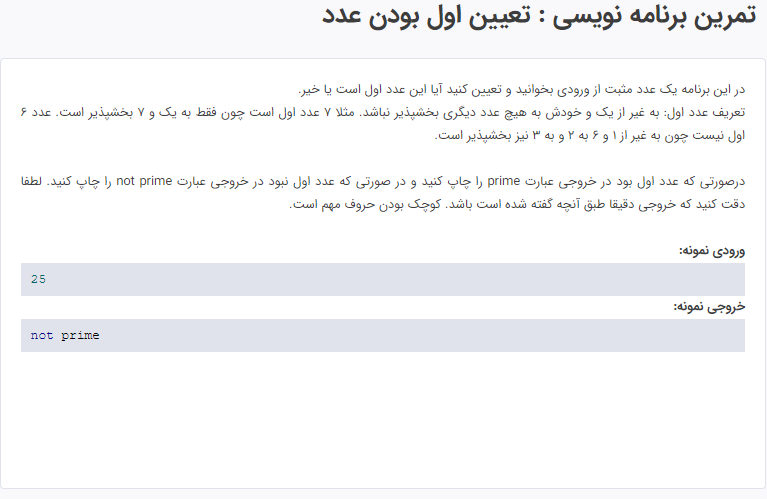 تمرین برنامه نویسی : تعیین اول بودن عدد
در این برنامه یک عدد مثبت از ورودی بخوانید و تعیین کنید آیا این عدد اول است یا خیر.
تعریف عدد اول: به غیر از یک و خودش به هیچ عدد دیگری بخشپذیر نباشد. مثلا ۷ عدد اول است چون فقط به یک و ۷ بخشپذیر است. عدد ۶
اول نیست چون به غیر از ۱ و ۶ به ۲ و به ۳ نیز بخشپذیر است.
درصورتی که عدد اول بود در خروجی عبارت prime را چاپ کنید و در صورتی که عدد اول نبود در خروجی عبارت not prime را چاپ کنید. لطفا
دقت کنید که خروجی دقیقا طبق آنچه گفته شده است باشد. کوچک بودن حروف مهم است.
ورودی نمونه:
25
خروجی نمونه:
not prime